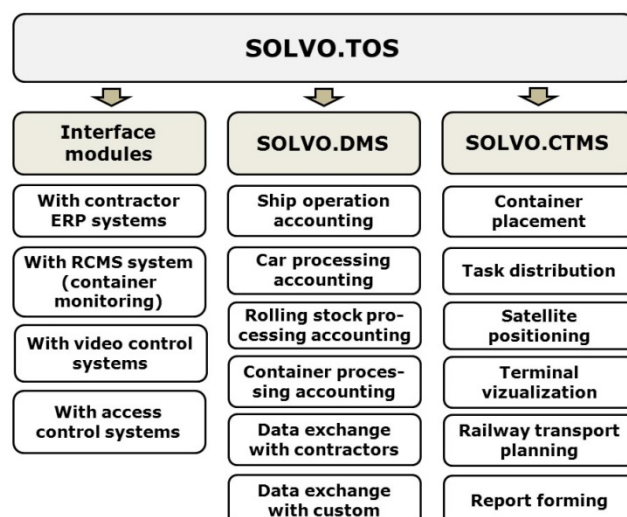 SOLVO.TOS
Interface
modules
With contractor
ERP systems
With RCMS system
(container
monitoring)
With video control
systems
With access
control systems
SOLVO.DMS
Ship operation
accounting
Car processing
accounting
Rolling stock pro-
cessing accounting
Container proces-
sing accounting
Data exchange
with contractors
Data exchange
with custom
SOLVO.CTMS
Container
placement
Task distribution
Satellite
positioning
Terminal
vizualization
Railway transport
planning
Report forming